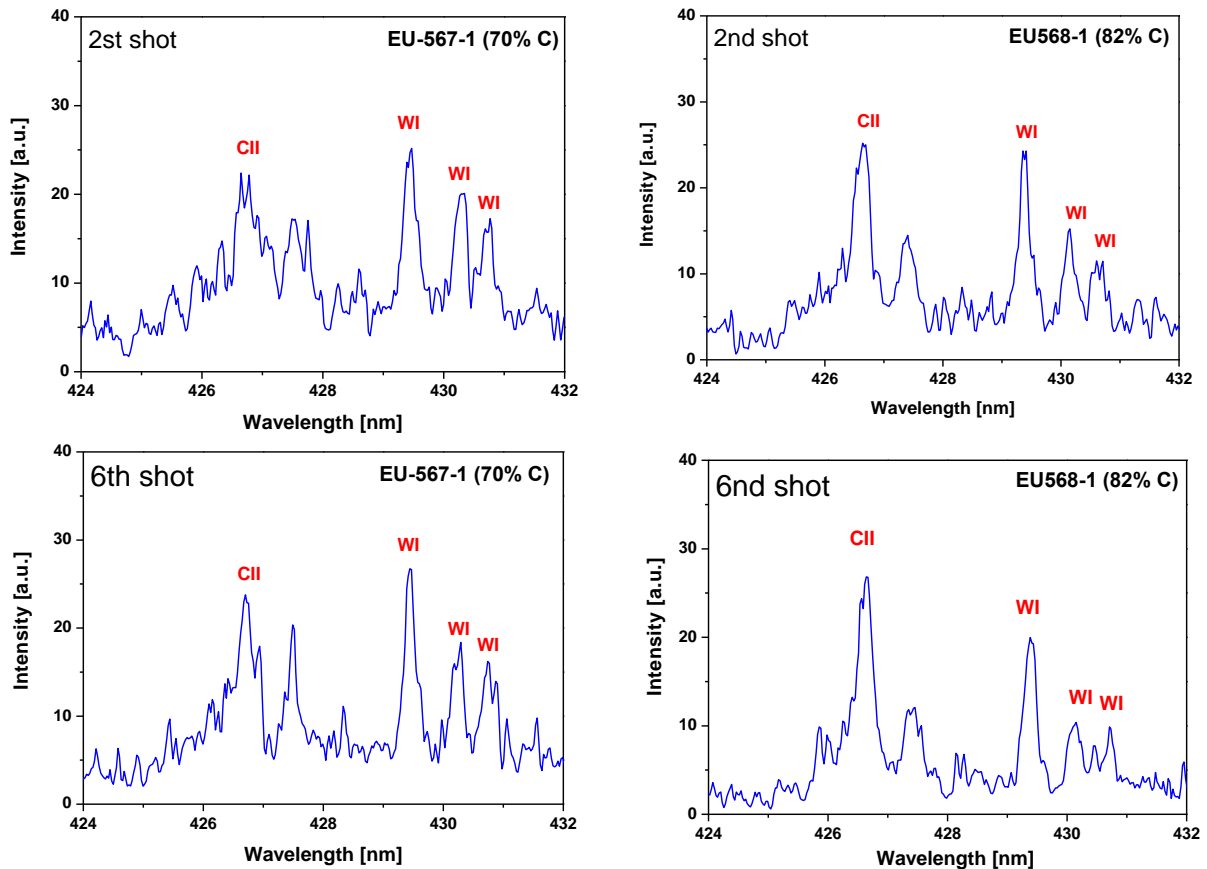 2st shot
EU-567-1 (70% C)
40
30
20
10
0
Intensity [a.u.]
CII
WI
WI
WI
424
426
428
430
432
Wavelength [nm]
2nd shot
EU568-1 (82% C)
40
30
20
10
0
Intensity [a.u.]
CII
WI
WI
WI
424
426
428
430
432
Wavelength [nm]
6th shot
EU-567-1 (70% C)
40
30
20
10
0
Intensity [a.u.]
CII
WI
WI
WI
424
426
428
430
432
Wavelength [nm]
6nd shot
EU568-1 (82% C)
40
30
20
10
0
Intensity [a.u.]
CII
WI
WI
WI
424
426
428
430
432
Wavelength [nm]